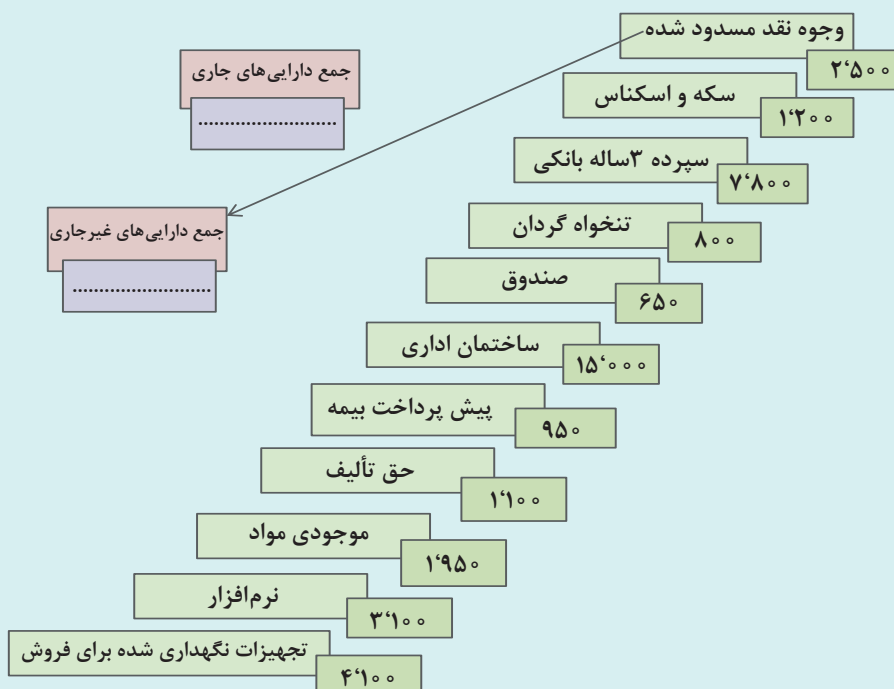 وجوه نقد مسدود شده
۲٬۵۰۰
جمع دارایی‌های جاری
..........................
سکه و اسکناس
۱٬۲۰۰
سپرده ۳ساله بانکی
۷٬۸۰۰
جمع دارایی‌های غیرجاری
..........................
تنخواه گردان
۸۰۰
صندوق
۶۵۰
ساختمان اداری
۱۵٬۰۰۰
پیش پرداخت بیمه
۹۵۰
حق تألیف
۱٬۱۰۰
موجودی مواد
۱٬۹۵۰
نرم‌افزار
۳٬۱۰۰
تجهیزات نگهداری شده برای فروش
۴٬۱۰۰